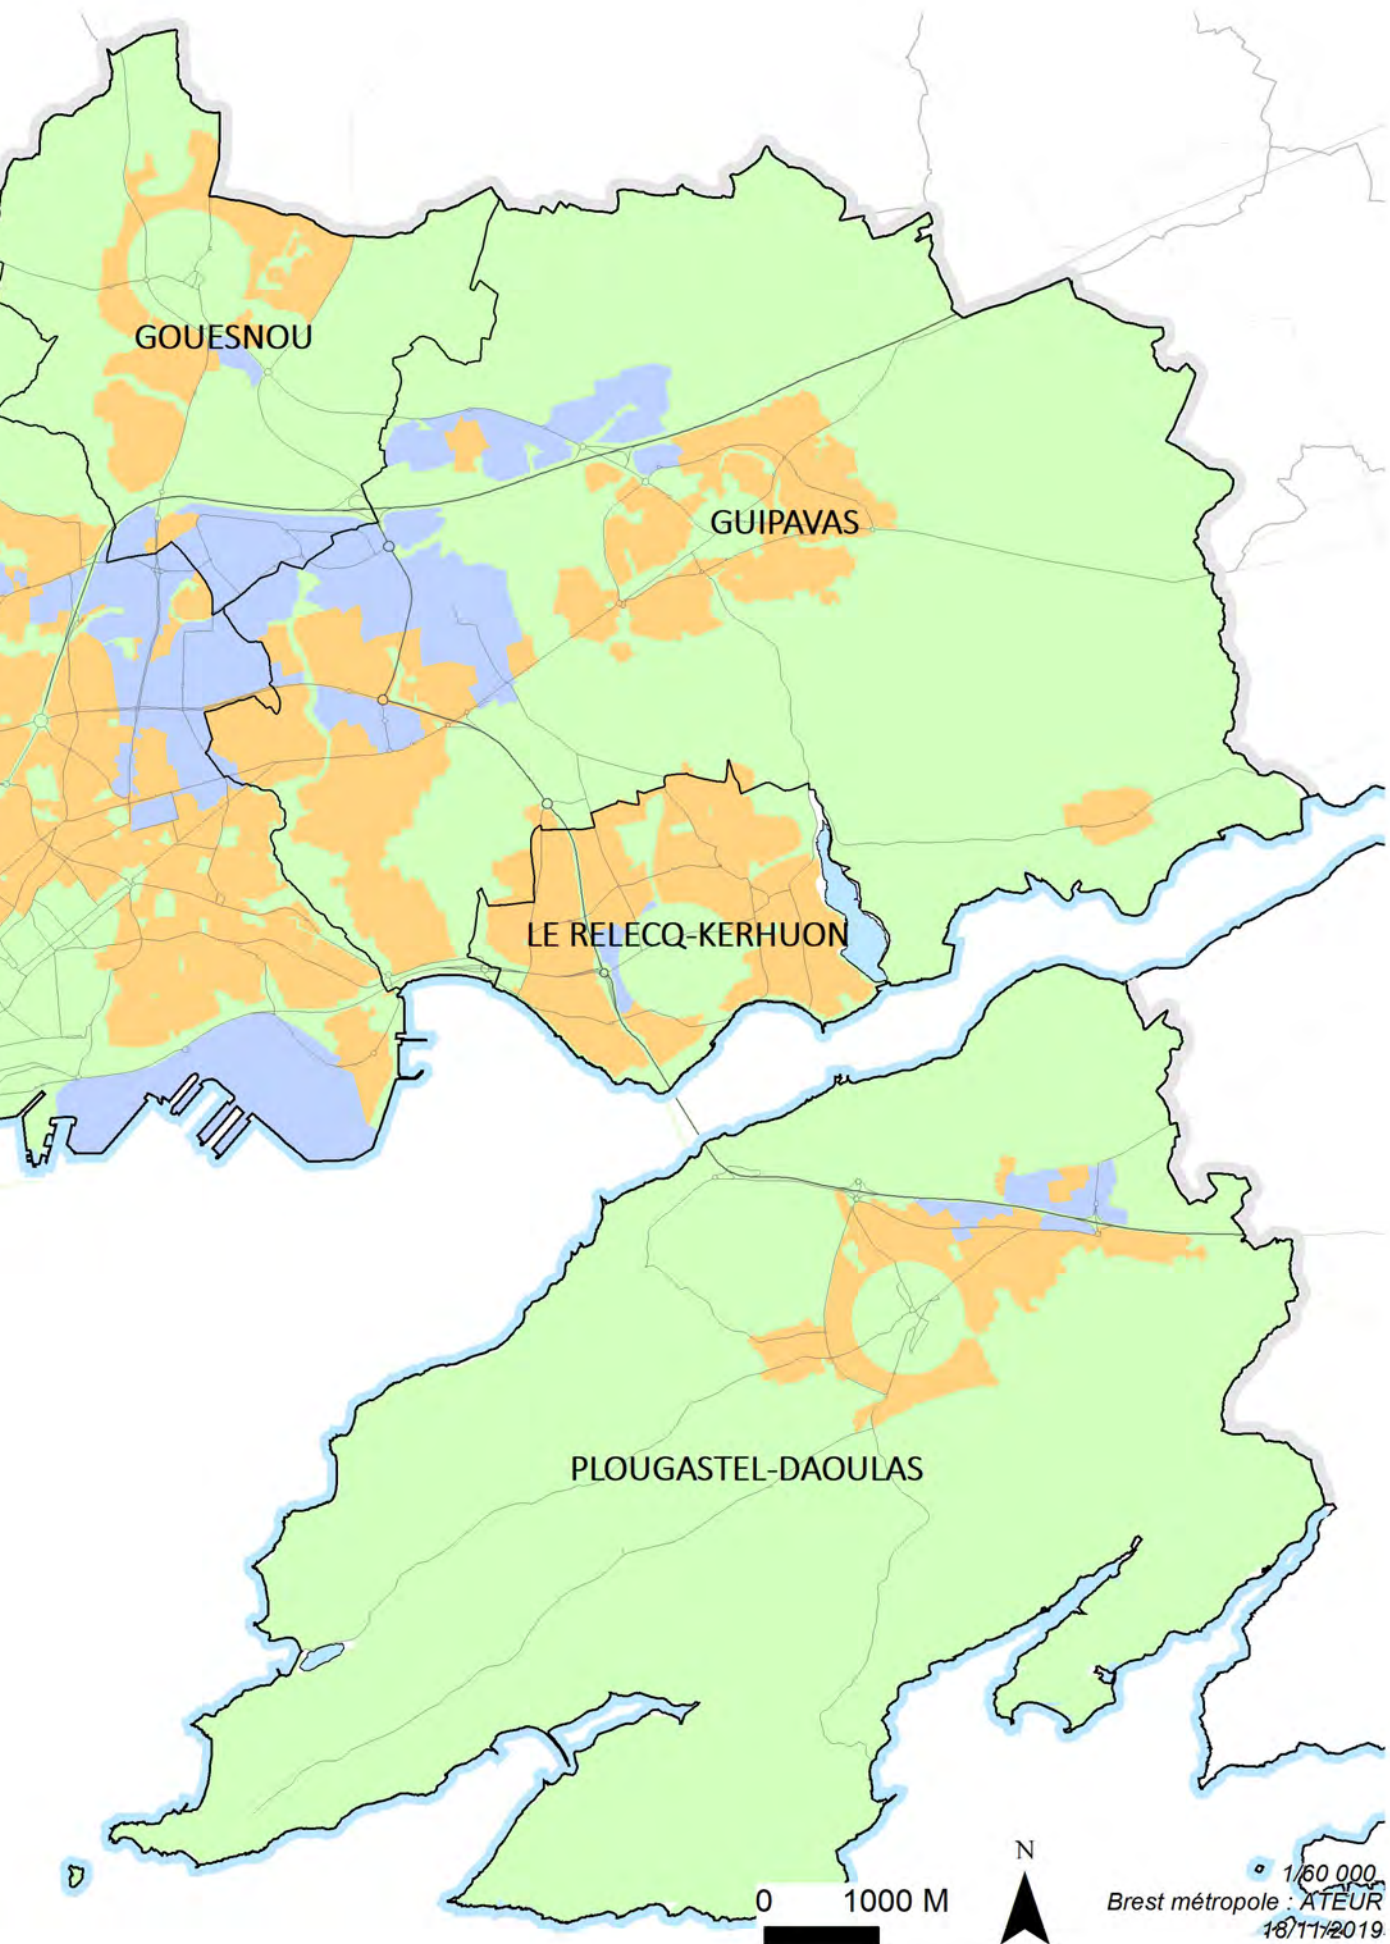 GOUESNOU
GUIPAVAS
LE RELECQ-KERHUON
PLOUGASTEL-DAOULAS
N
0 1000 M
1/60 000
Brest métropole : ATEUR
18/11/2019